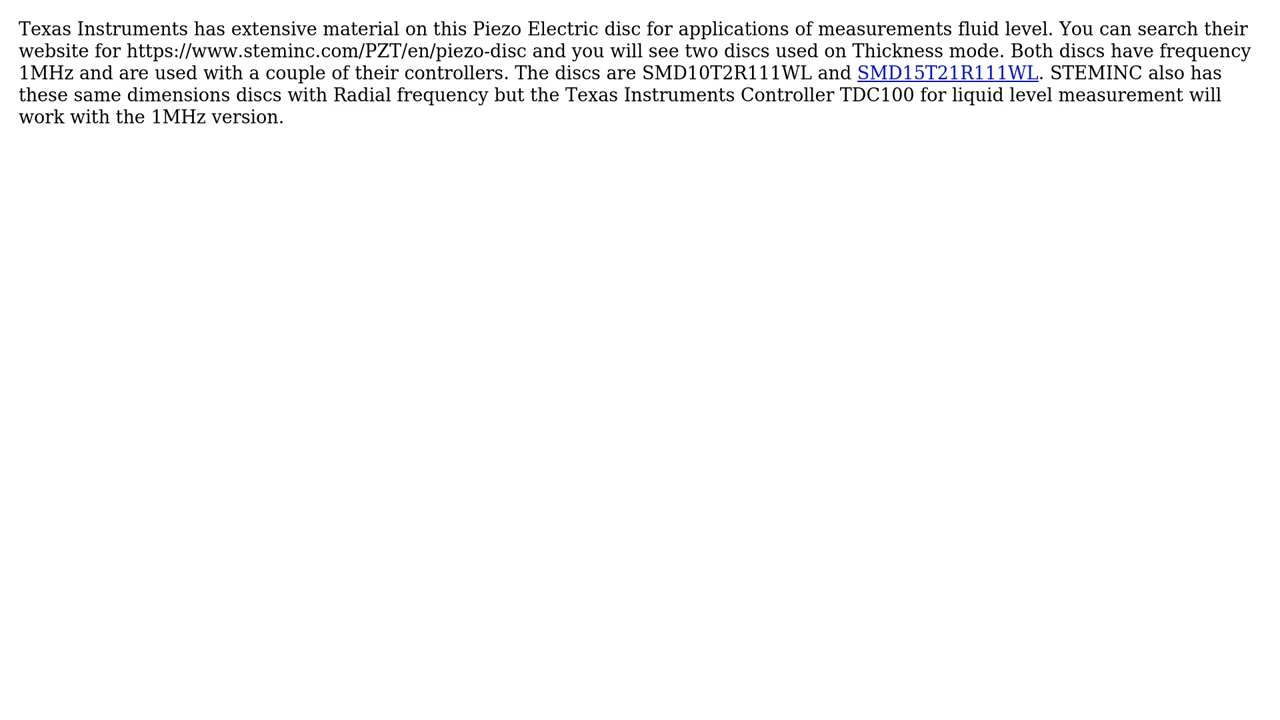 Texas Instruments has extensive material on this Piezo Electric disc for applications of measurements fluid level. You can search their
website for https://www.steminc.com/PZT/en/piezo-disc and you will see two discs used on Thickness mode. Both discs have frequency
1MHz and are used with a couple of their controllers. The discs are SMD10T2R111WL and SMD15T21R111WL. STEMINC also has
these same dimensions discs with Radial frequency but the Texas Instruments Controller TDC100 for liquid level measurement will
work with the 1MHz version.